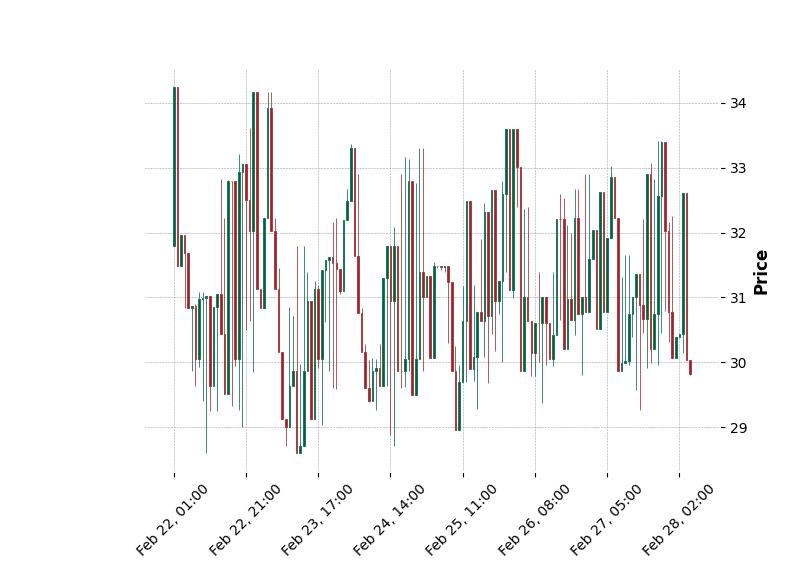 34
33
32
31
30
29
Price
Feb 22, 01:00
Feb 22, 21:00
Feb 23, 17:00
Feb 24, 14:00
Feb 25, 11:00
Feb 26, 08:00
Feb 27, 05:00
Feb 28, 02:00